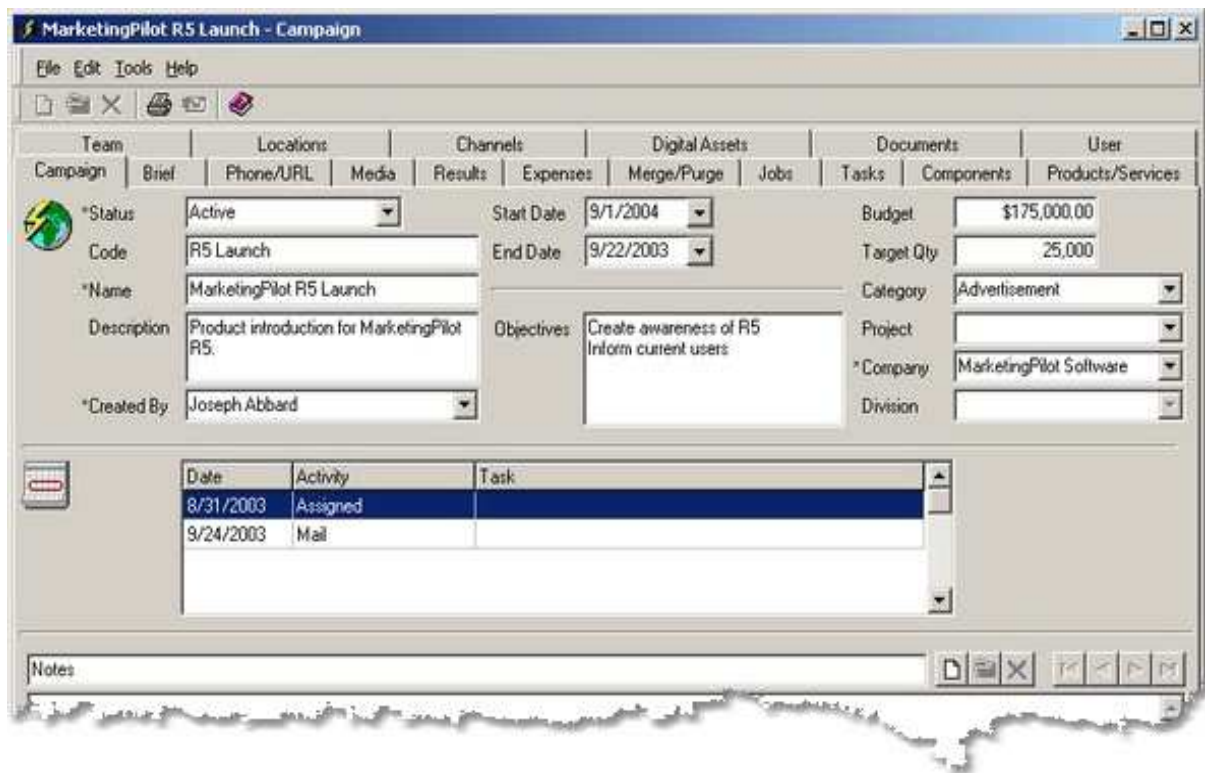 MarketingPilot R5 Launch - Campaign
File Edit Tools Help
Team Locations Channels Digital Assets Documents User
Campaign Brief Phone/URL Media Results Expenses Merge/Purge Jobs Tasks Components Products/Services
*Status Active Start Date 9/1/2004 Budget $175,000.00
Code R5 Launch End Date 9/22/2003 Target Qty 25,000
*Name MarketingPilot R5 Launch Category Advertisement
Description Product introduction for MarketingPilot
R5.
Objectives Create awareness of R5
Inform current users
Project
*Company MarketingPilot Software
*Created By Joseph Abbard Division
Date Activity Task
8/31/2003 Assigned
9/24/2003 Mail
Notes